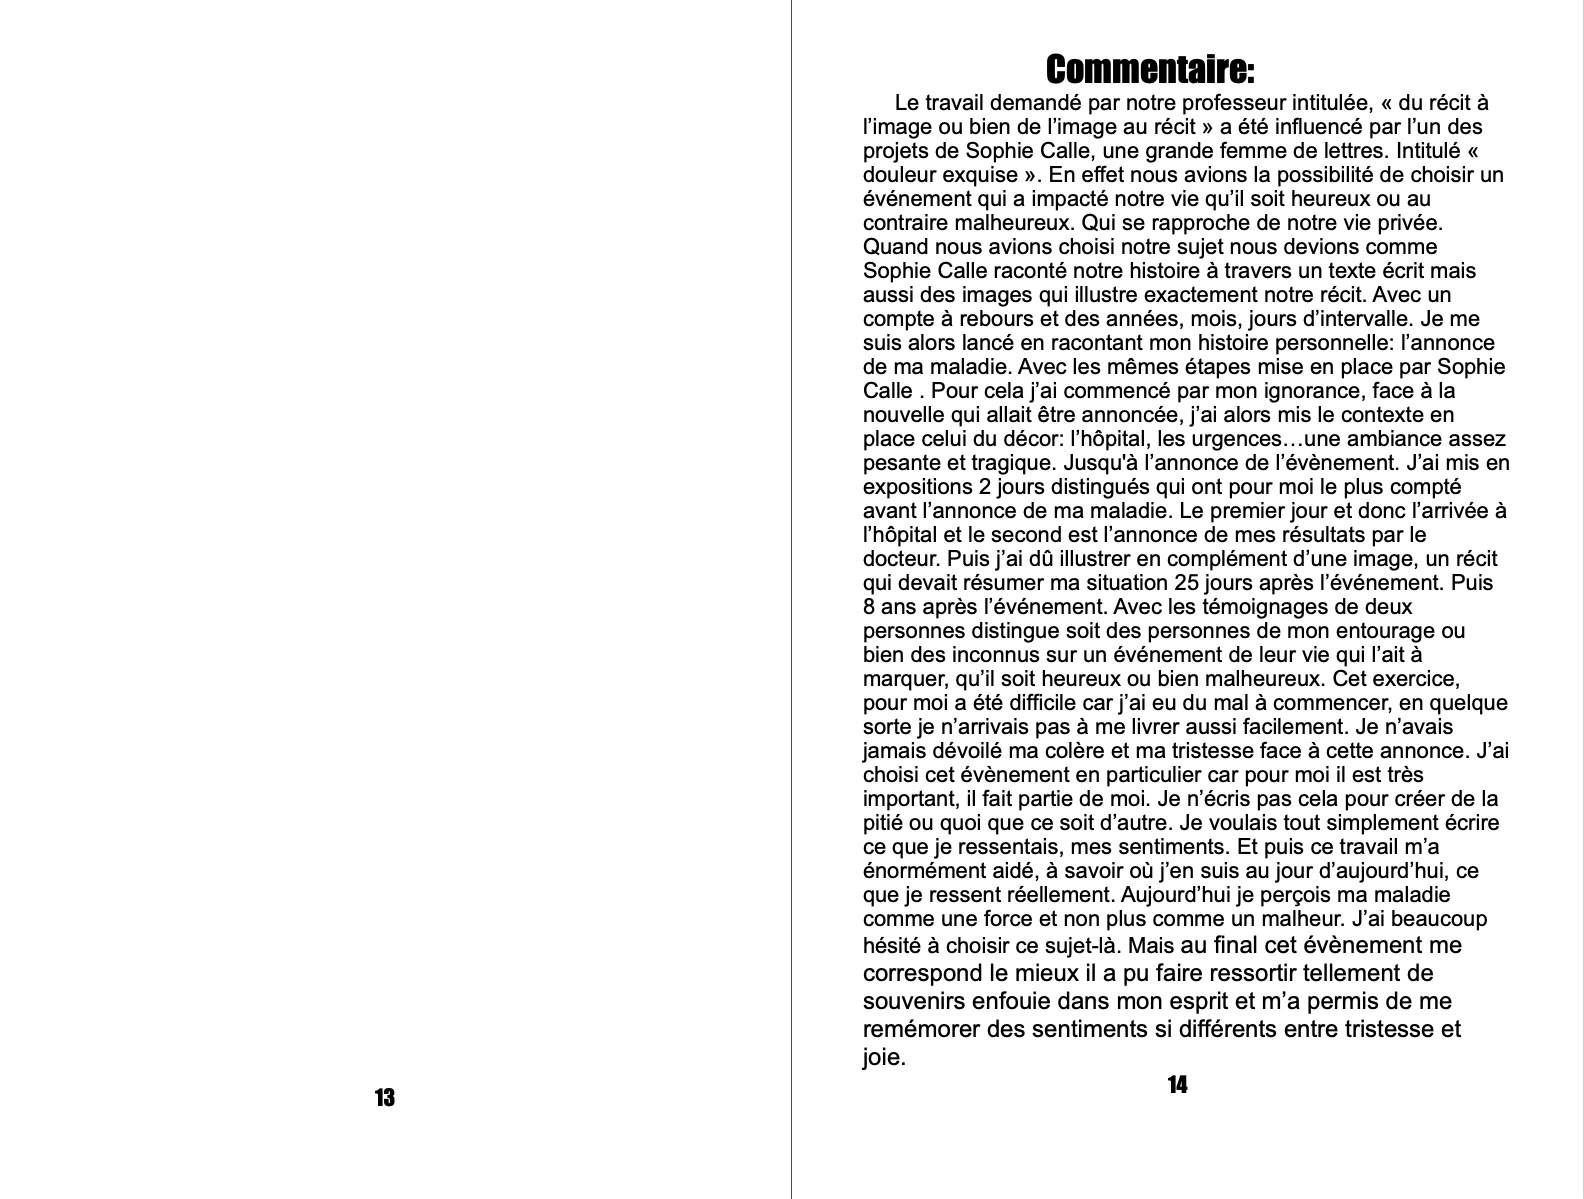 13
Commentaire:
Le travail demandé par notre professeur intitulée, « du récit à
l’image ou bien de l’image au récit » a été influencé par l’un des
projets de Sophie Calle, une grande femme de lettres. Intitulé «
douleur exquise ». En effet nous avions la possibilité de choisir un
événement qui a impacté notre vie qu’il soit heureux ou au
contraire malheureux. Qui se rapproche de notre vie privée.
Quand nous avions choisi notre sujet nous devions comme
Sophie Calle raconté notre histoire à travers un texte écrit mais
aussi des images qui illustre exactement notre récit. Avec un
compte à rebours et des années, mois, jours d’intervalle. Je me
suis alors lancé en racontant mon histoire personnelle: l’annonce
de ma maladie. Avec les mêmes étapes mise en place par Sophie
Calle . Pour cela j’ai commencé par mon ignorance, face à la
nouvelle qui allait être annoncée, j’ai alors mis le contexte en
place celui du décor: l’hôpital, les urgences…une ambiance assez
pesante et tragique. Jusqu'à l’annonce de l’évènement. J’ai mis en
expositions 2 jours distingués qui ont pour moi le plus compté
avant l’annonce de ma maladie. Le premier jour et donc l’arrivée à
l’hôpital et le second est l’annonce de mes résultats par le
docteur. Puis j’ai dû illustrer en complément d’une image, un récit
qui devait résumer ma situation 25 jours après l’événement. Puis
8 ans après l’événement. Avec les témoignages de deux
personnes distingue soit des personnes de mon entourage ou
bien des inconnus sur un événement de leur vie qui l’ait à
marquer, qu’il soit heureux ou bien malheureux. Cet exercice,
pour moi a été difficile car j’ai eu du mal à commencer, en quelque
sorte je n’arrivais pas à me livrer aussi facilement. Je n’avais
jamais dévoilé ma colère et ma tristesse face à cette annonce. J’ai
choisi cet évènement en particulier car pour moi il est très
important, il fait partie de moi. Je n’écris pas cela pour créer de la
pitié ou quoi que ce soit d’autre. Je voulais tout simplement écrire
ce que je ressentais, mes sentiments. Et puis ce travail m’a
énormément aidé, à savoir où j’en suis au jour d’aujourd’hui, ce
que je ressent réellement. Aujourd’hui je perçois ma maladie
comme une force et non plus comme un malheur. J’ai beaucoup
hésité à choisir ce sujet-là. Mais au final cet évènement me
correspond le mieux il a pu faire ressortir tellement de
souvenirs enfouie dans mon esprit et m’a permis de me
remémorer des sentiments si différents entre tristesse et
joie.
14